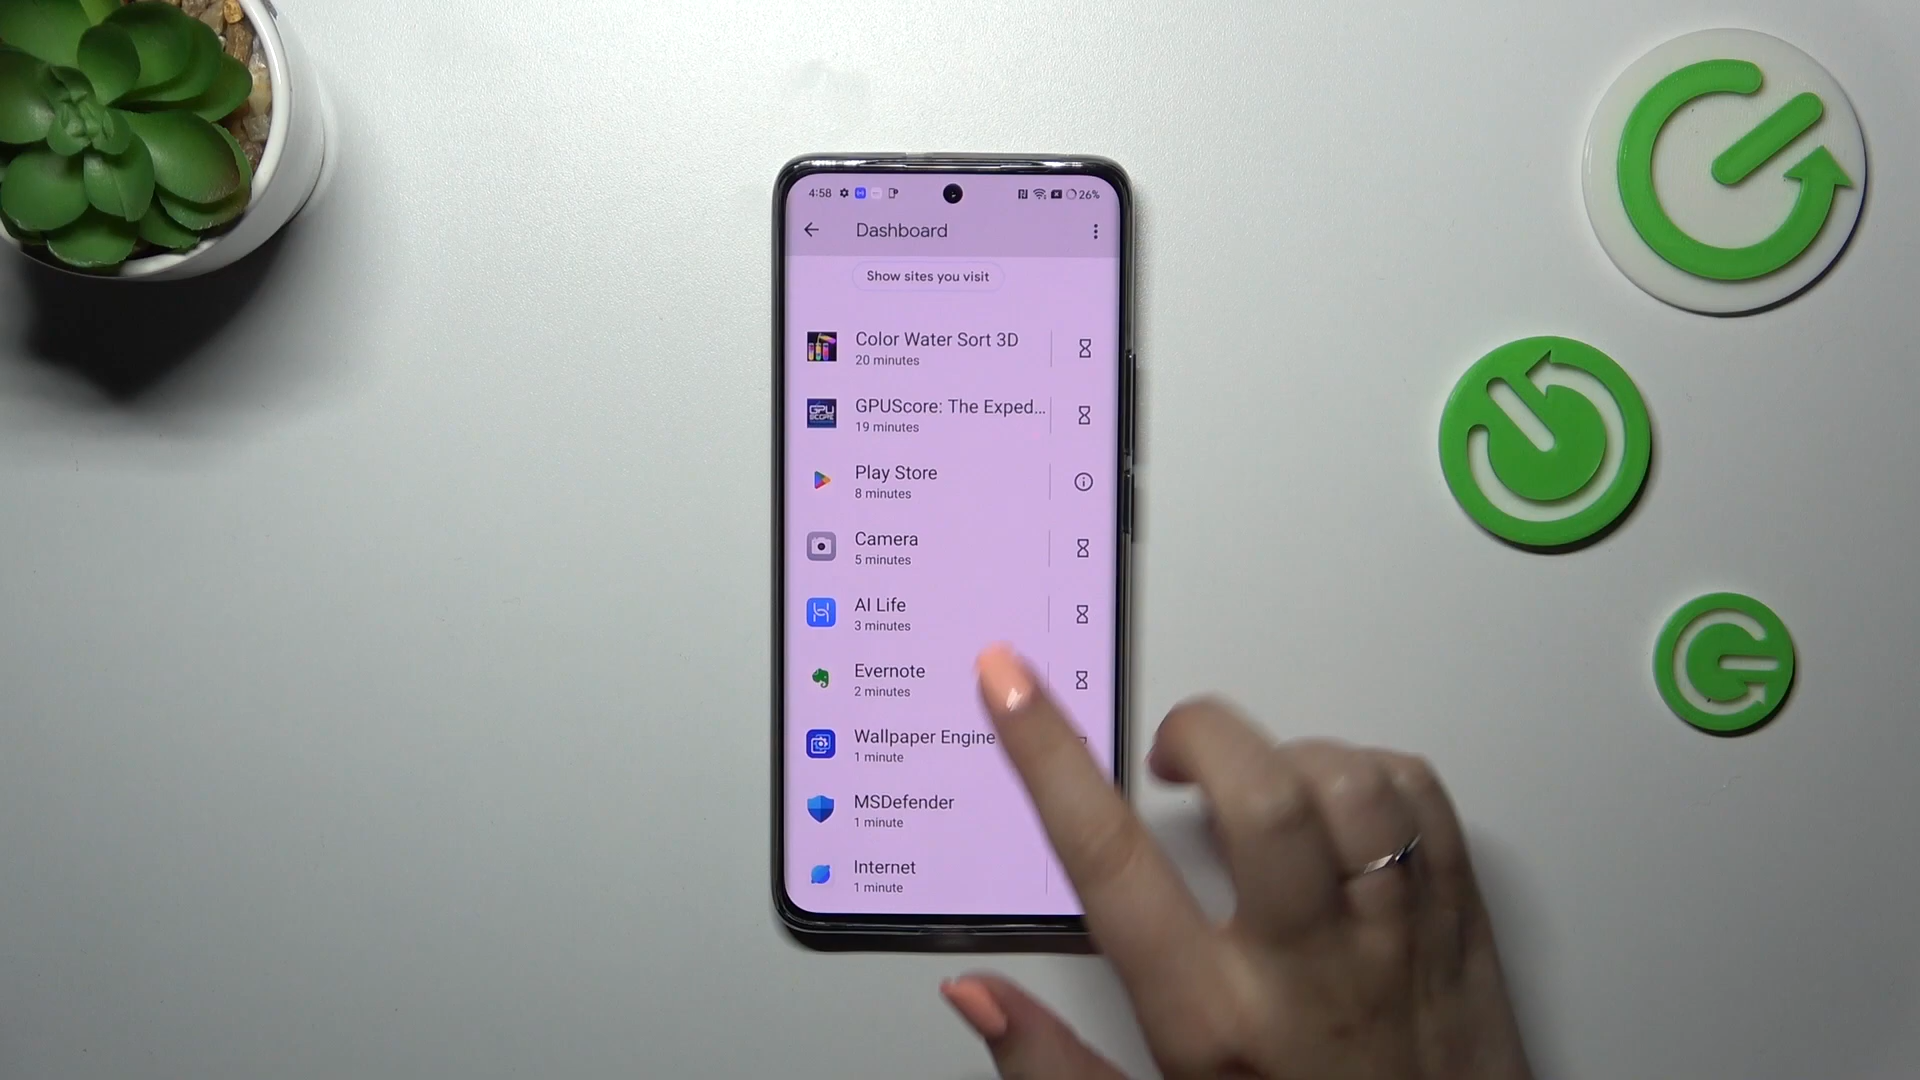 4:58
26%
Dashboard
Show sites you visit
Color Water Sort 3D
20 minutes
GPU
SCORE
GPUScore: The Exped...
19 minutes
Play Store
8 minutes
Camera
5 minutes
AI Life
3 minutes
Evernote
2 minutes
Wallpaper Engine
1 minute
MSDefender
1 minute
Internet
1 minute